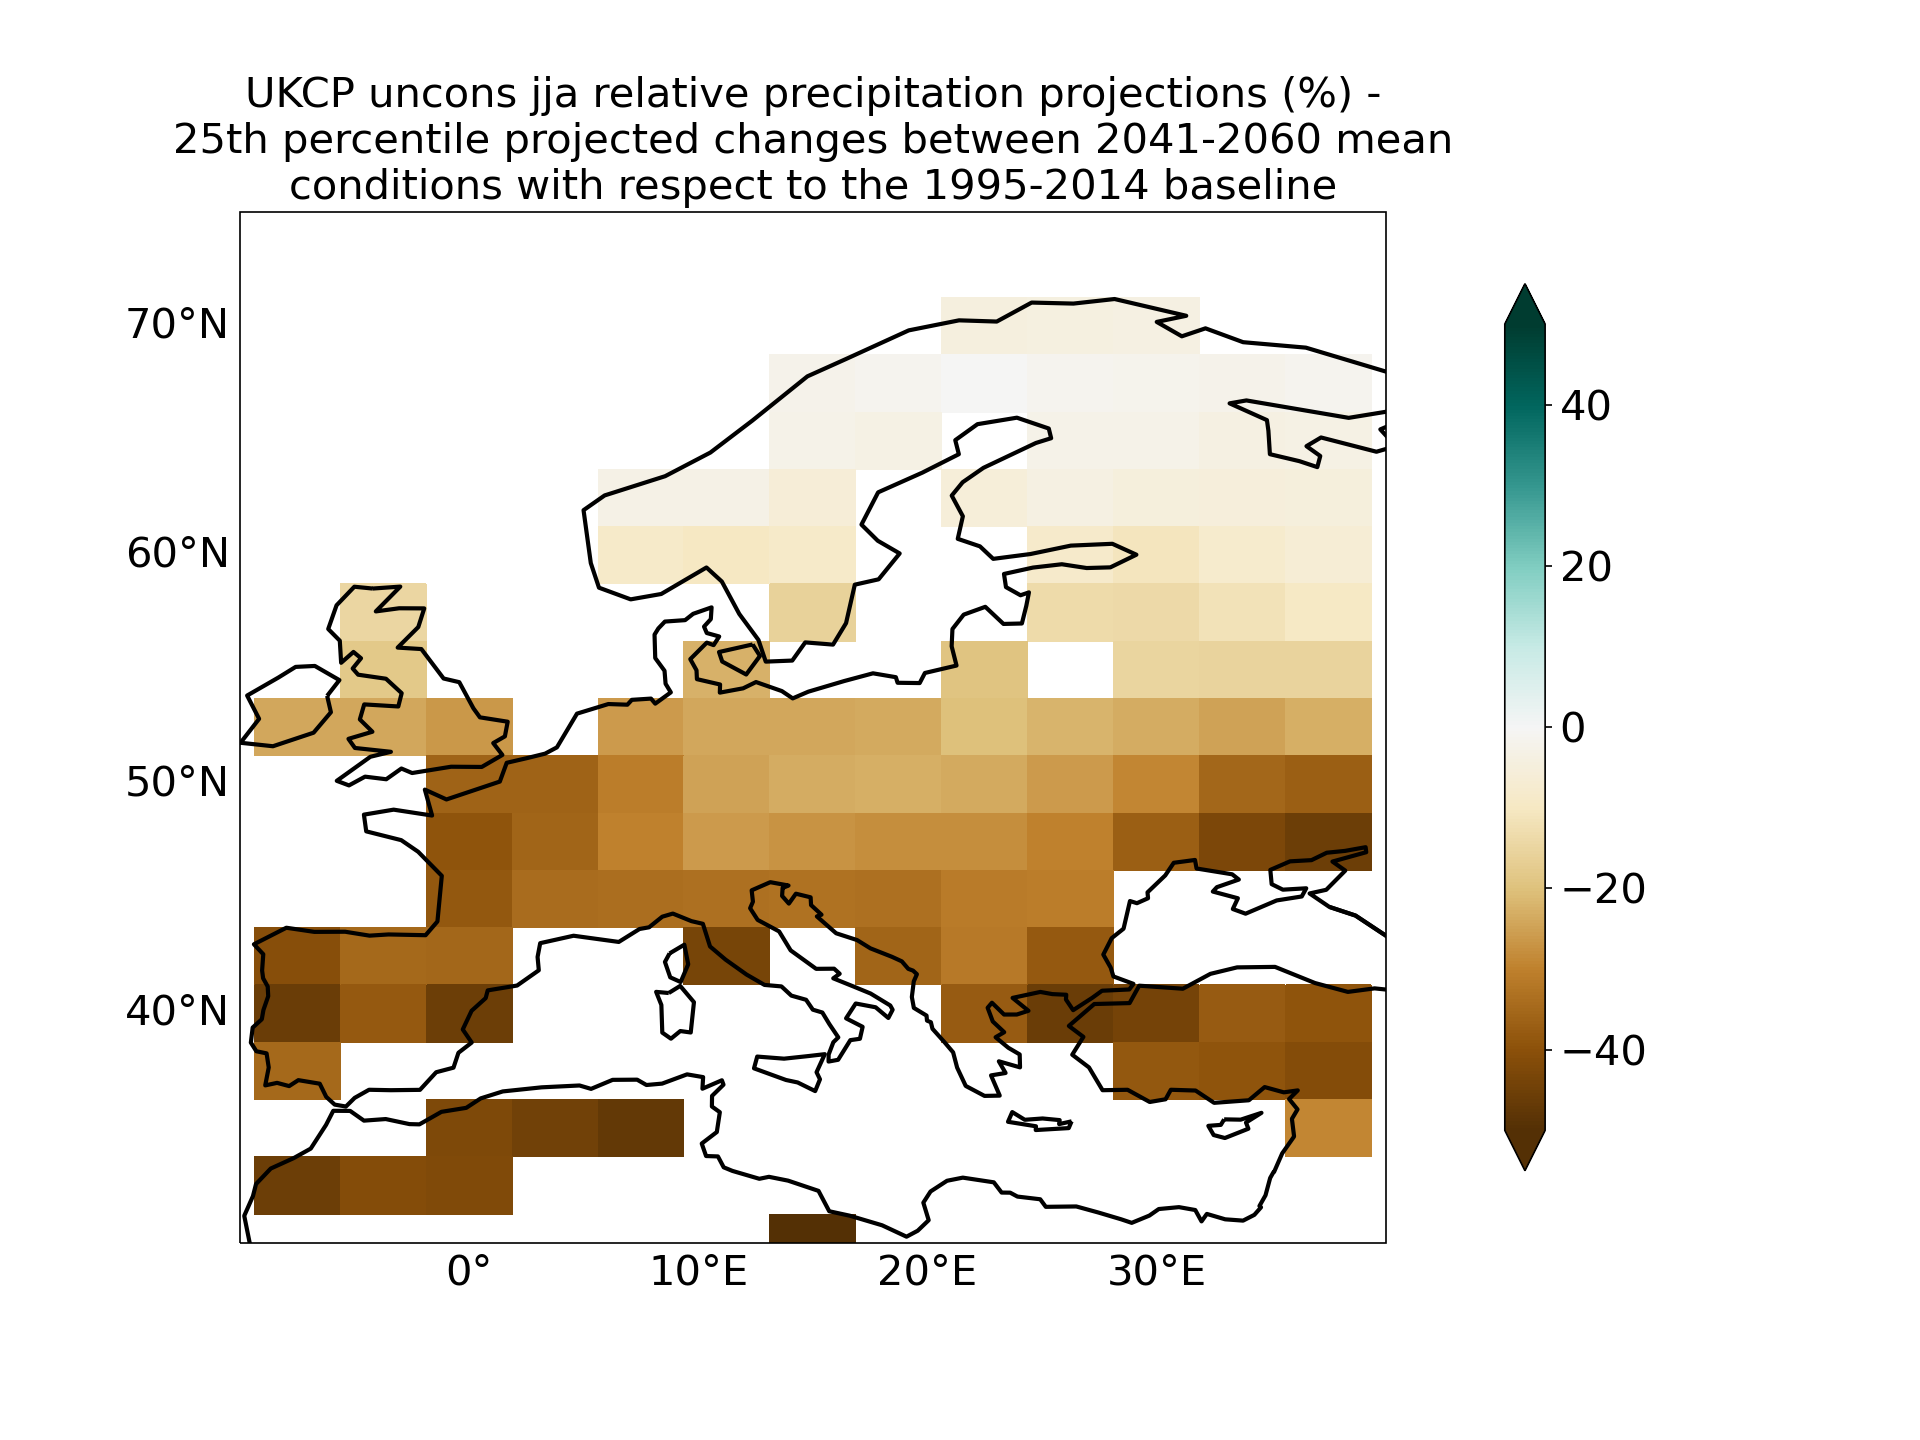 UKCP uncons jja relative precipitation projections (%) -
25th percentile projected changes between 2041-2060 mean
conditions with respect to the 1995-2014 baseline
70°N
60°N
50°N
40°N
0°
10°E
20°E
30°E
40
20
0
−20
−40